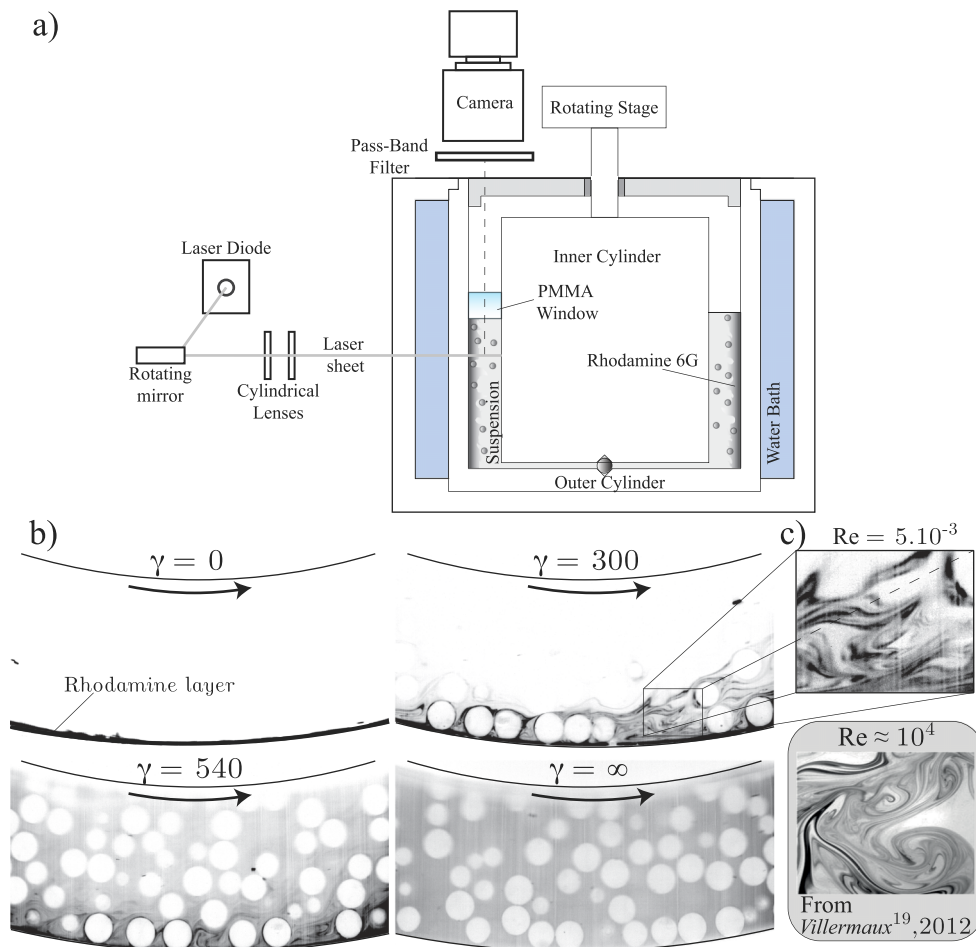 a)
Camera
Rotating Stage
Pass-Band
Filter
Laser Diode
Inner Cylinder
PMMA
Window
Laser
sheet
Rhodamine 6G
Rotating
mirror
Cylindrical
Lenses
Suspension
Water Bath
Outer Cylinder
b)
γ = 0
γ = 300
c)
Re = 5.10⁻³
Rhodamine layer
γ = 540
γ = ∞
Re ≈ 10⁴
From
Villermaux¹⁹,2012